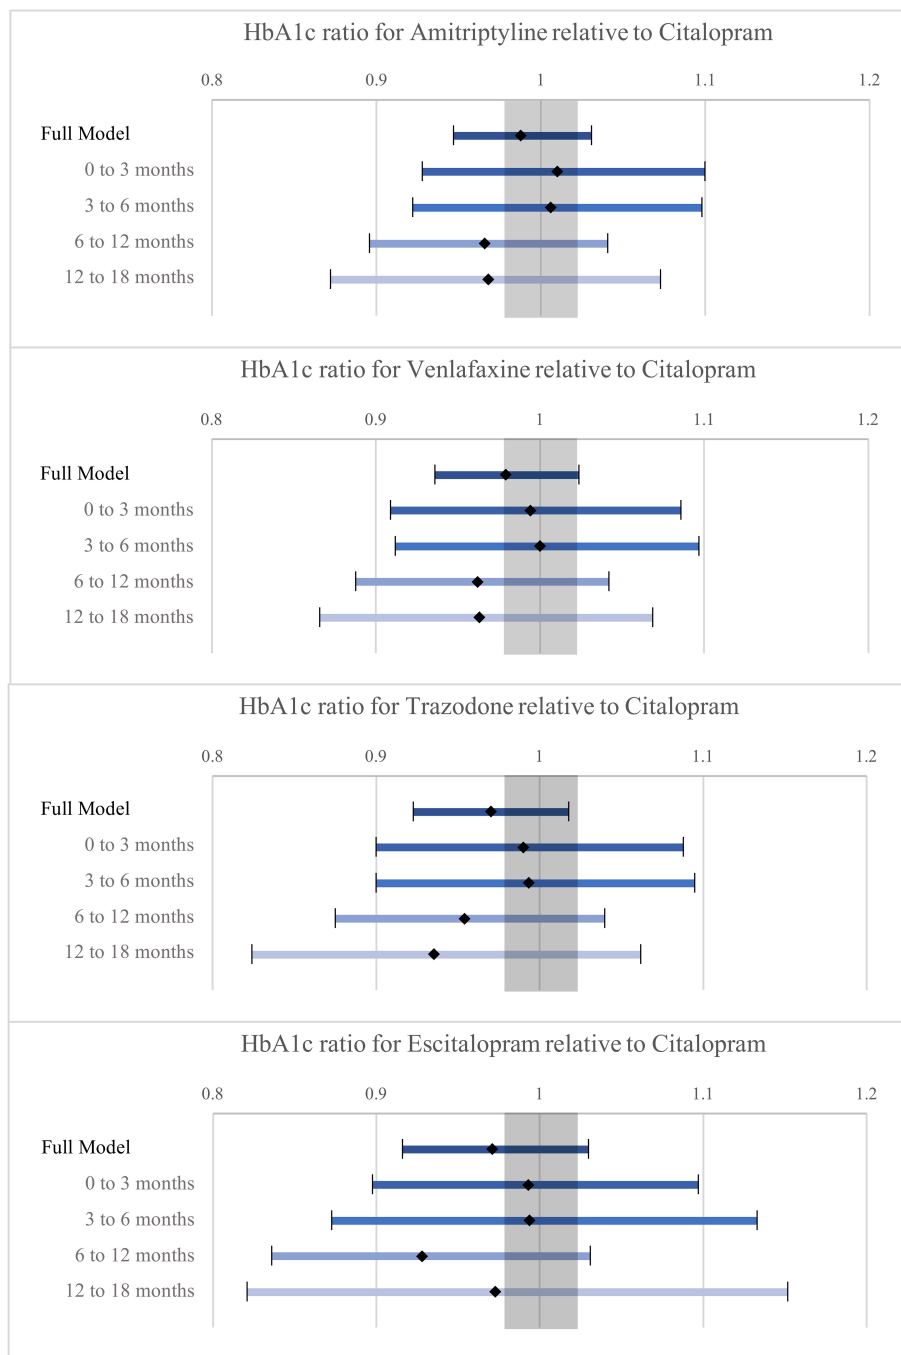 HbA1c ratio for Amitriptyline relative to Citalopram
0.8 0.9 1 1.1 1.2
Full Model
0 to 3 months
3 to 6 months
6 to 12 months
12 to 18 months
HbA1c ratio for Venlafaxine relative to Citalopram
0.8 0.9 1 1.1 1.2
Full Model
0 to 3 months
3 to 6 months
6 to 12 months
12 to 18 months
HbA1c ratio for Trazodone relative to Citalopram
0.8 0.9 1 1.1 1.2
Full Model
0 to 3 months
3 to 6 months
6 to 12 months
12 to 18 months
HbA1c ratio for Escitalopram relative to Citalopram
0.8 0.9 1 1.1 1.2
Full Model
0 to 3 months
3 to 6 months
6 to 12 months
12 to 18 months